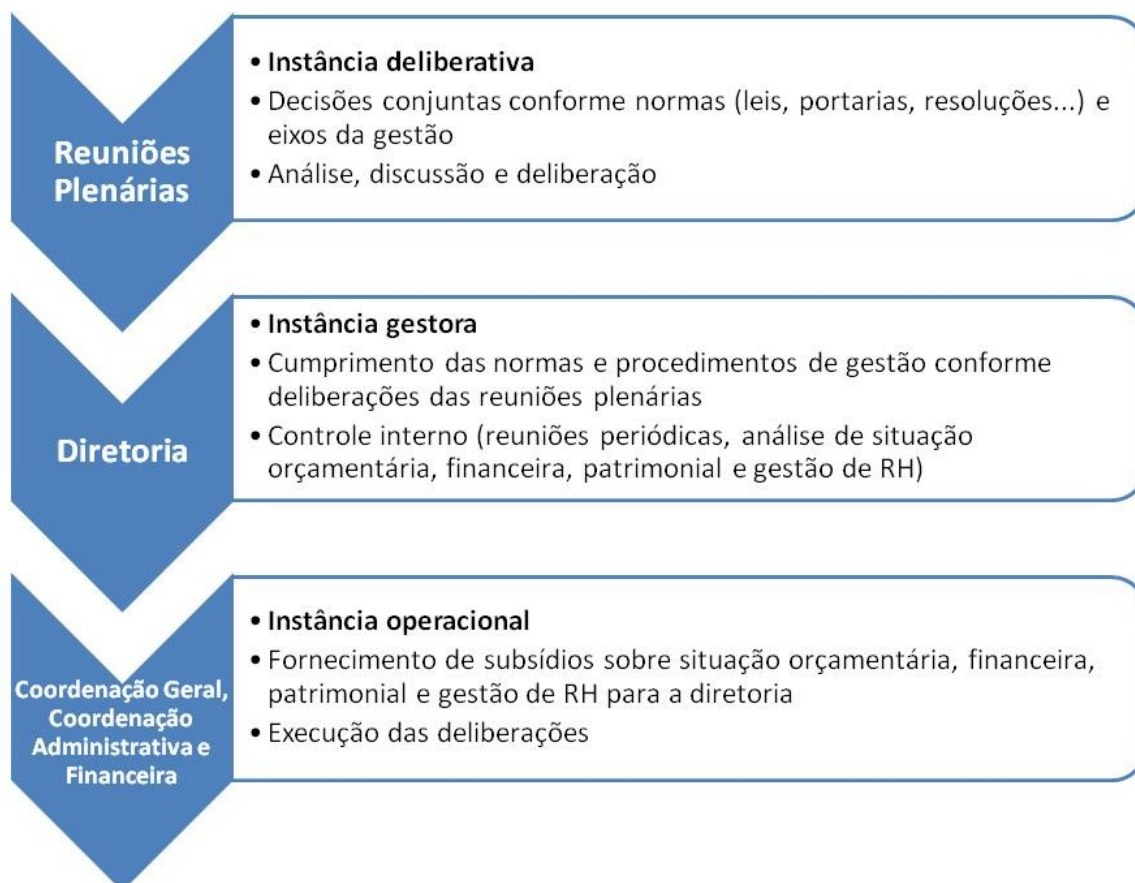 Reuniões
Plenárias
• Instância deliberativa
• Decisões conjuntas conforme normas (leis, portarias, resoluções...) e
eixos da gestão
• Análise, discussão e deliberação
Diretoria
• Instância gestora
• Cumprimento das normas e procedimentos de gestão conforme
deliberações das reuniões plenárias
• Controle interno (reuniões periódicas, análise de situação
orçamentária, financeira, patrimonial e gestão de RH)
Coordenação Geral,
Coordenação
Administrativa e
Financeira
• Instância operacional
• Fornecimento de subsídios sobre situação orçamentária, financeira,
patrimonial e gestão de RH para a diretoria
• Execução das deliberações